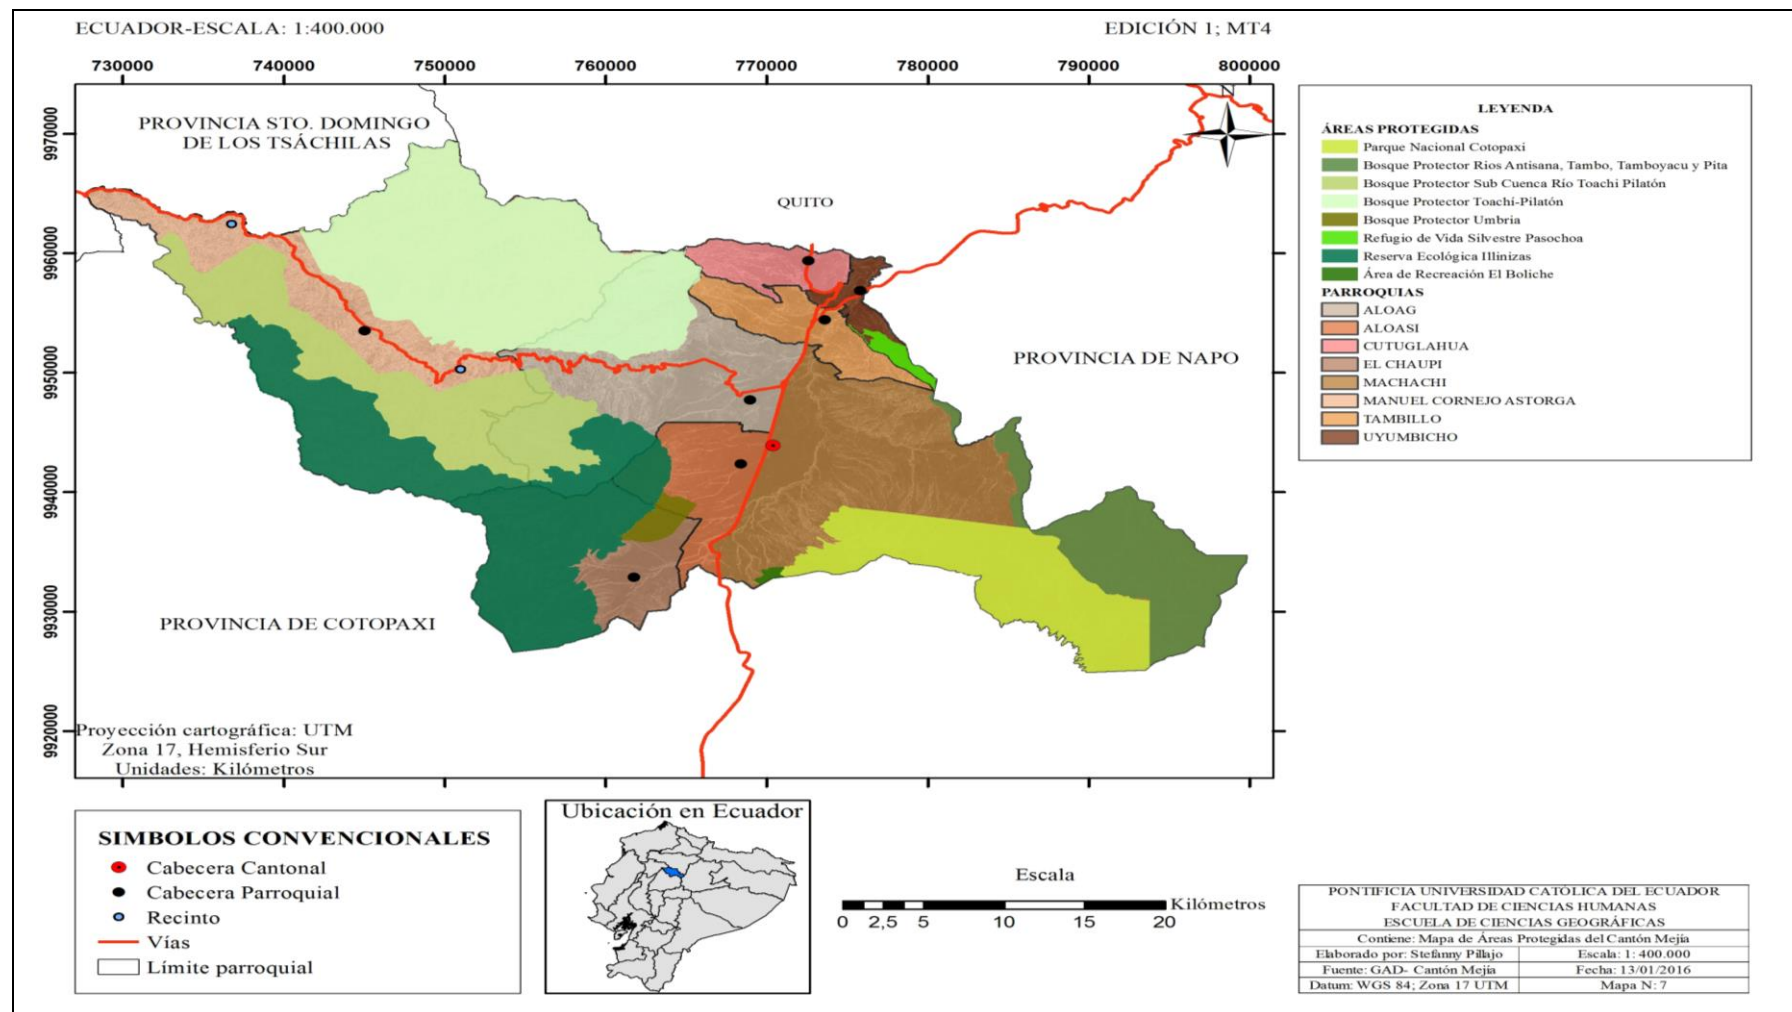 ECUADOR-ESCALA: 1:400.000
EDICIÓN 1; MT4
730000 740000 750000 760000 770000 780000 790000 800000
9970000
9960000
9950000
9940000
9930000
9920000
N
PROVINCIA STO. DOMINGO
DE LOS TSÁCHILAS
QUITO
PROVINCIA DE NAPO
PROVINCIA DE COTOPAXI
Proyección cartográfica: UTM
Zona 17, Hemisferio Sur
Unidades: Kilómetros
LEYENDA
ÁREAS PROTEGIDAS
Parque Nacional Cotopaxi
Bosque Protector Rios Antisana, Tambo, Tamboyacu y Pita
Bosque Protector Sub Cuenca Río Toachi Pilatón
Bosque Protector Toachi-Pilatón
Bosque Protector Umbria
Refugio de Vida Silvestre Pasochoa
Reserva Ecológica Illinizas
Área de Recreación El Boliche
PARROQUIAS
ALOAG
ALOASI
CUTUGLAHUA
EL CHAUPI
MACHACHI
MANUEL CORNEJO ASTORGA
TAMBILLO
UYUMBICHO
SIMBOLOS CONVENCIONALES
Cabecera Cantonal
Cabecera Parroquial
Recinto
Vías
Límite parroquial
Ubicación en Ecuador
Escala
Kilómetros
0 2,5 5 10 15 20
PONTIFICIA UNIVERSIDAD CATÓLICA DEL ECUADOR
FACULTAD DE CIENCIAS HUMANAS
ESCUELA DE CIENCIAS GEOGRÁFICAS
Contiene: Mapa de Áreas Protegidas del Cantón Mejía
Elaborado por: Stefanny Pillajo Escala: 1: 400.000
Fuente: GAD- Cantón Mejía Fecha: 13/01/2016
Datum: WGS 84; Zona 17 UTM Mapa N: 7